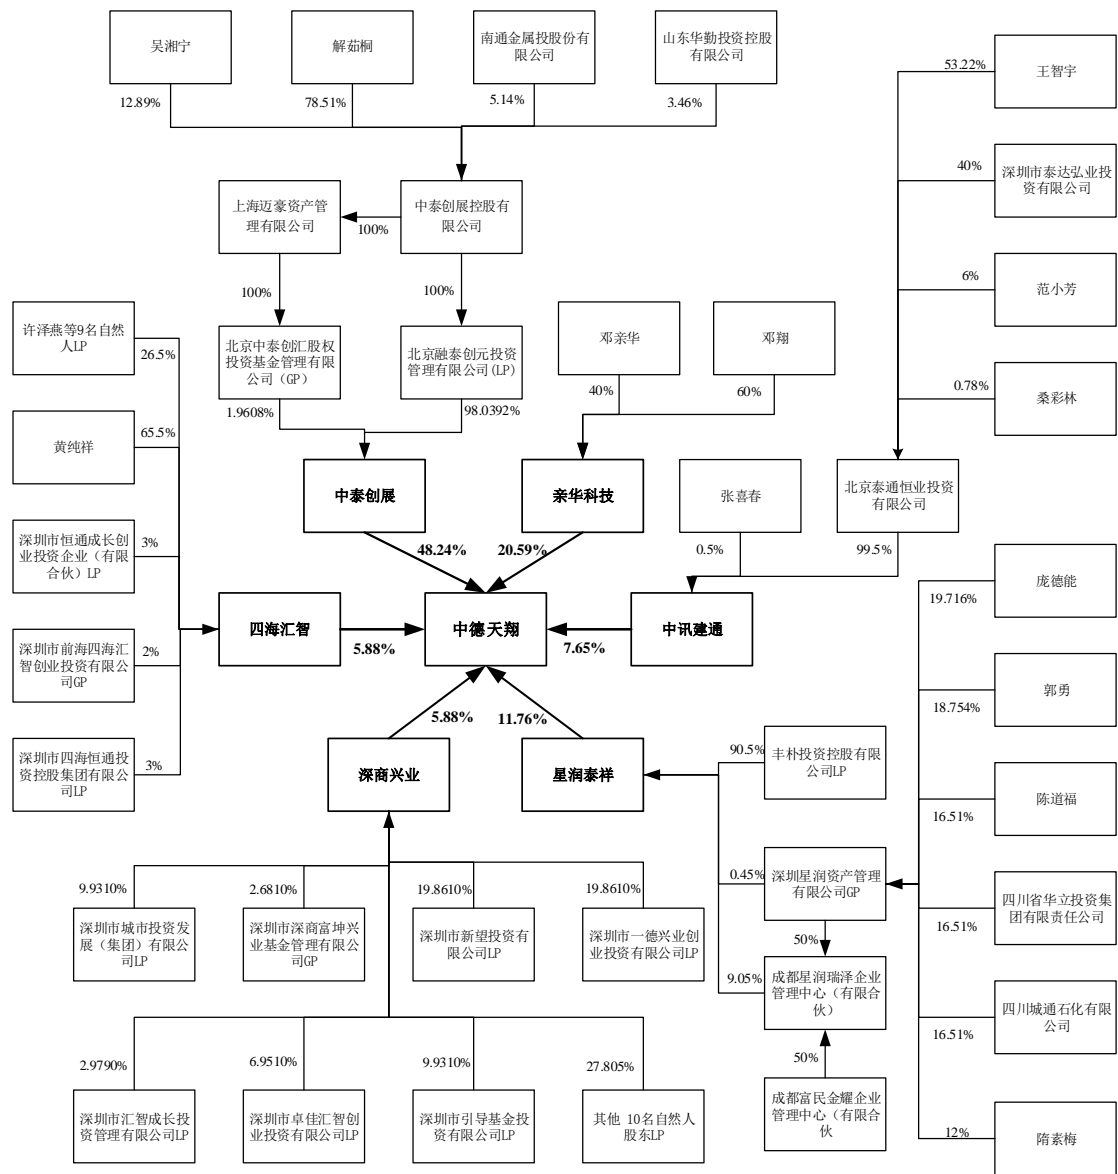 吴湘宁
解茹桐
南通金属投股份有
限公司
山东华勤投资控股
有限公司
王智宇
12.89%
78.51%
5.14%
3.46%
53.22%
深圳市泰达弘业投
资有限公司
40%
上海迈豪资产管
理有限公司
中泰创展控股有
限公司
100%
100%
100%
范小芳
6%
许泽燕等9名自然
人LP
26.5%
北京中泰创汇股权
投资基金管理有限
公司（GP）
北京融泰创元投资
管理有限公司(LP)
邓亲华
邓翔
40%
60%
1.9608%
98.0392%
桑彩林
0.78%
黄纯祥
65.5%
中泰创展
亲华科技
张喜春
北京泰通恒业投资
有限公司
48.24%
20.59%
0.5%
99.5%
深圳市恒通成长创
业投资企业（有限
合伙）LP
3%
庞德能
19.716%
四海汇智
5.88%
中德天翔
7.65%
中讯建通
深圳市前海四海汇
智创业投资有限公
司GP
2%
郭勇
18.754%
5.88%
11.76%
深圳市四海恒通投
资控股集团有限公
司LP
3%
深商兴业
星润泰祥
90.5%
丰朴投资控股有限
公司LP
陈道福
16.51%
0.45%
深圳星润资产管理
有限公司GP
9.9310%
2.6810%
19.8610%
19.8610%
深圳市城市投资发
展（集团）有限公
司LP
深圳市深商富坤兴
业基金管理有限公
司GP
深圳市新望投资有
限公司LP
深圳市一德兴业创
业投资有限公司LP
四川省华立投资集
团有限责任公司
16.51%
50%
9.05%
成都星润瑞泽企业
管理中心（有限合
伙）
四川城通石化有限
公司
16.51%
50%
2.9790%
6.9510%
9.9310%
27.805%
深圳市汇智成长投
资管理有限公司LP
深圳市卓佳汇智创
业投资有限公司LP
深圳市引导基金投
资有限公司LP
其他 10名自然人
股东LP
成都富民金耀企业
管理中心（有限合
伙
12%
隋素梅